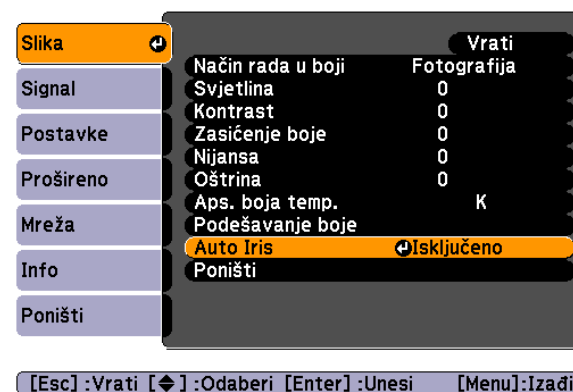 Slika
Signal
Postavke
Prošireno
Mreža
Info
Poništi
Vrati
Način rada u boji Fotografija
Svjetlina 0
Kontrast 0
Zasićenje boje 0
Nijansa 0
Oštrina 0
Aps. boja temp. K
Podešavanje boje
Auto Iris Isključeno
Poništi
[Esc] :Vrati [◆] :Odaberi [Enter] :Unesi [Menu]:Izađi